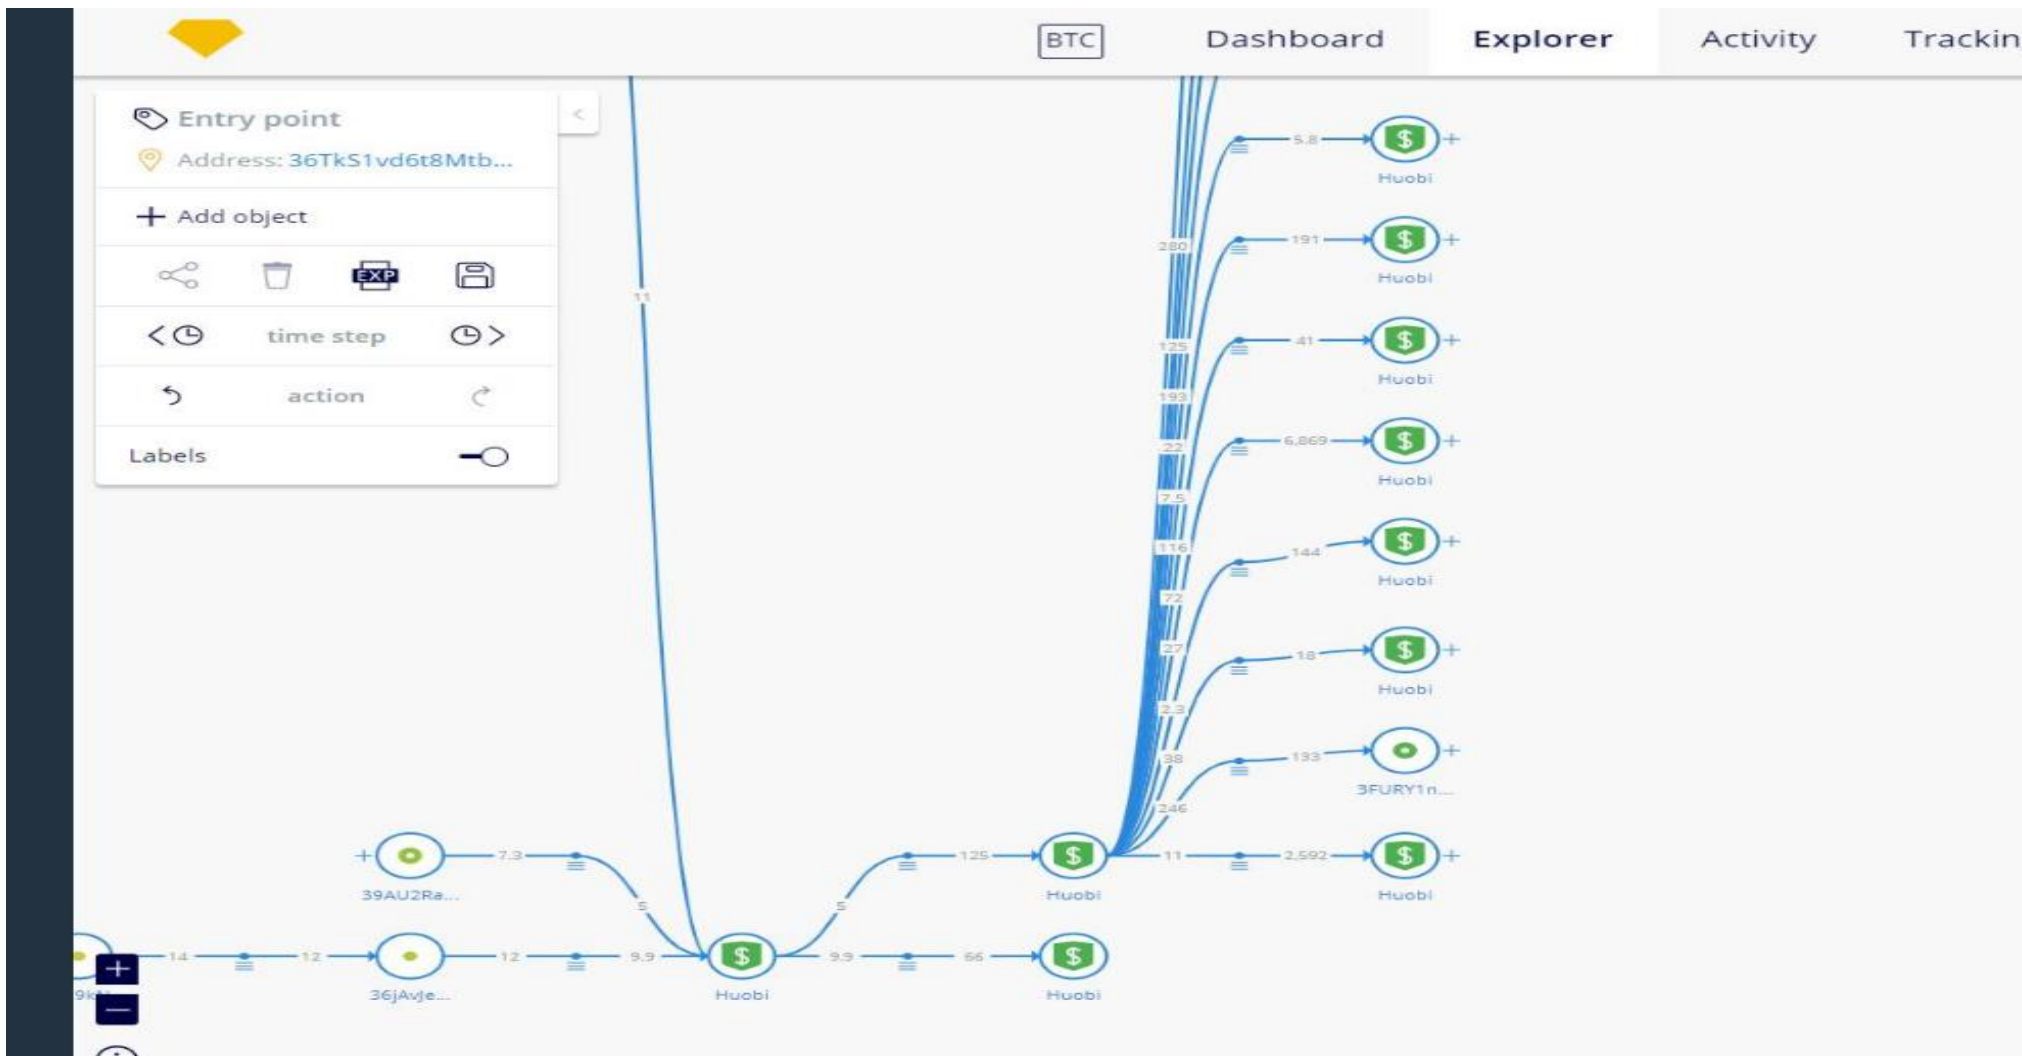 BTC
Dashboard
Explorer
Activity
Trackin
Entry point
Address: 36TkS1vd6t8Mtb...
Add object
EXP
time step
action
Labels
5.8
Huobi
280
191
Huobi
11
125
41
Huobi
193
22
6,869
Huobi
7.5
116
144
Huobi
72
27
18
Huobi
2.3
38
193
3FURY1n...
246
7.3
125
11
2,592
39AU2Ra...
5
5
Huobi
Huobi
14
12
12
9.9
9.9
66
36jAvJe...
Huobi
Huobi